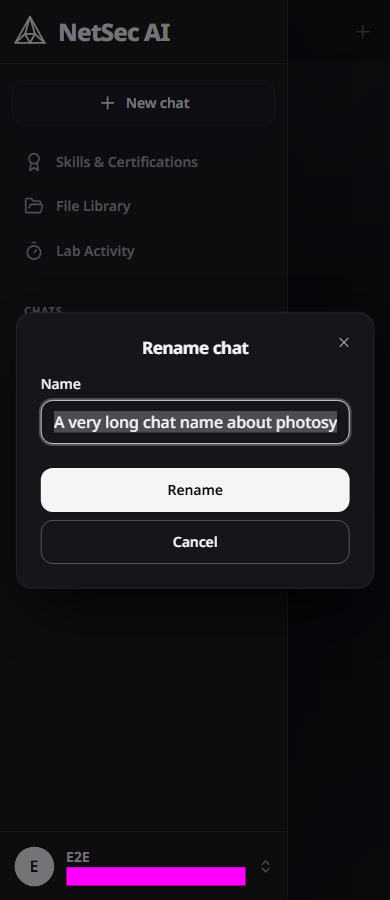 NetSec AI
New chat
Skills & Certifications
File Library
Lab Activity
CHATS
Rename chat
Name
A very long chat name about photosy
Rename
Cancel
E
E2E